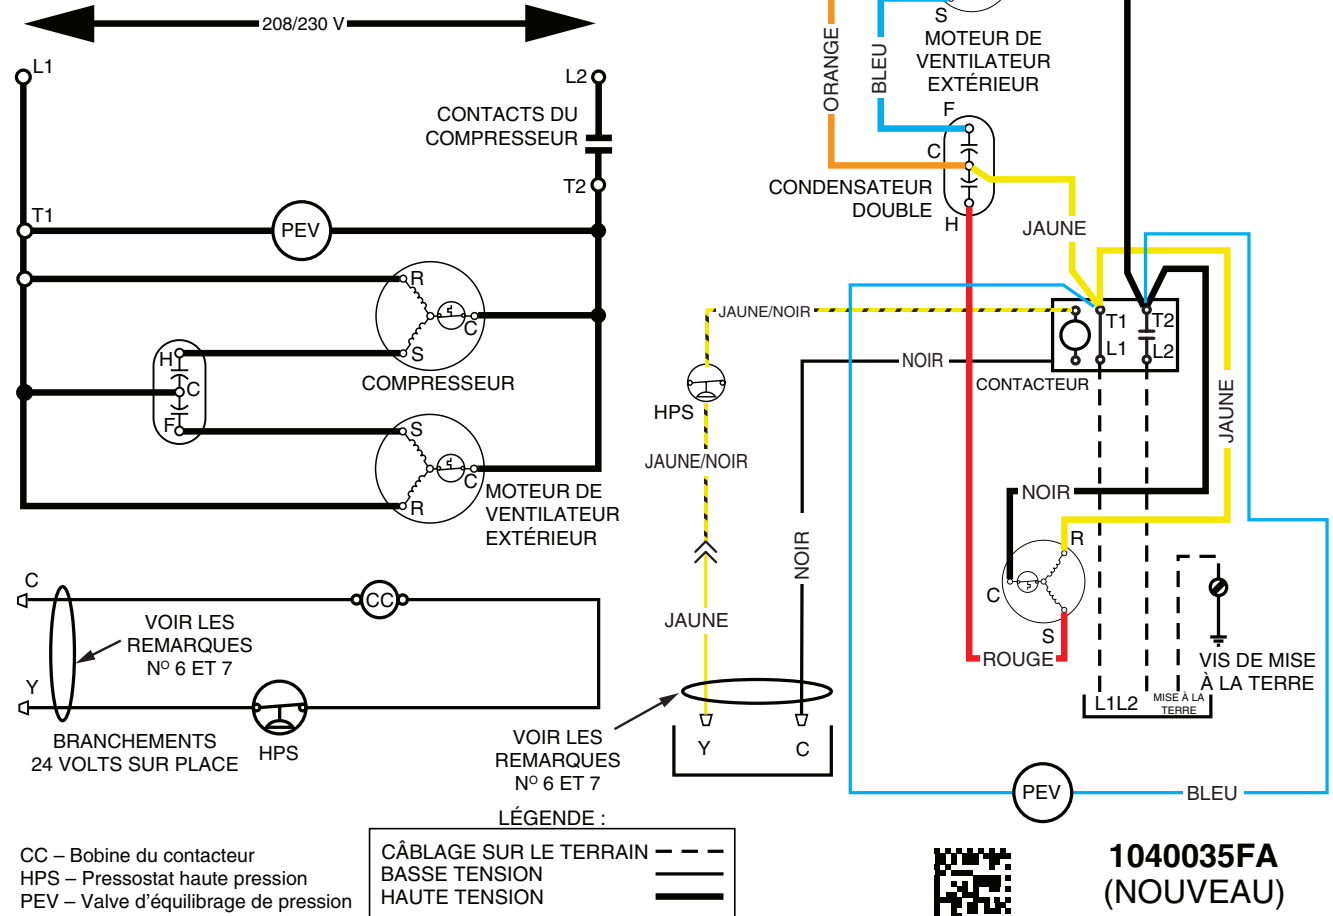 208/230 V
L1
L2
CONTACTS DU
COMPRESSEUR
T2
T1
PEV
R
C
S
COMPRESSEUR
H
C
F
S
C
R
MOTEUR DE
VENTILATEUR
EXTÉRIEUR
C
CC
VOIR LES
REMARQUES
Nº 6 ET 7
Y
HPS
BRANCHEMENTS
24 VOLTS SUR PLACE
ORANGE
BLEU
S
MOTEUR DE
VENTILATEUR
EXTÉRIEUR
F
C
CONDENSATEUR
DOUBLE
H
JAUNE
JAUNE/NOIR
T1
T2
L1
L2
NOIR
CONTACTEUR
HPS
JAUNE
JAUNE/NOIR
NOIR
NOIR
R
C
S
JAUNE
ROUGE
VIS DE MISE
À LA TERRE
L1L2
MISE À LA
TERRE
Y
C
VOIR LES
REMARQUES
Nº 6 ET 7
PEV
BLEU
LÉGENDE :
CÂBLAGE SUR LE TERRAIN
BASSE TENSION
HAUTE TENSION
CC – Bobine du contacteur
HPS – Pressostat haute pression
PEV – Valve d'équilibrage de pression
1040035FA
(NOUVEAU)